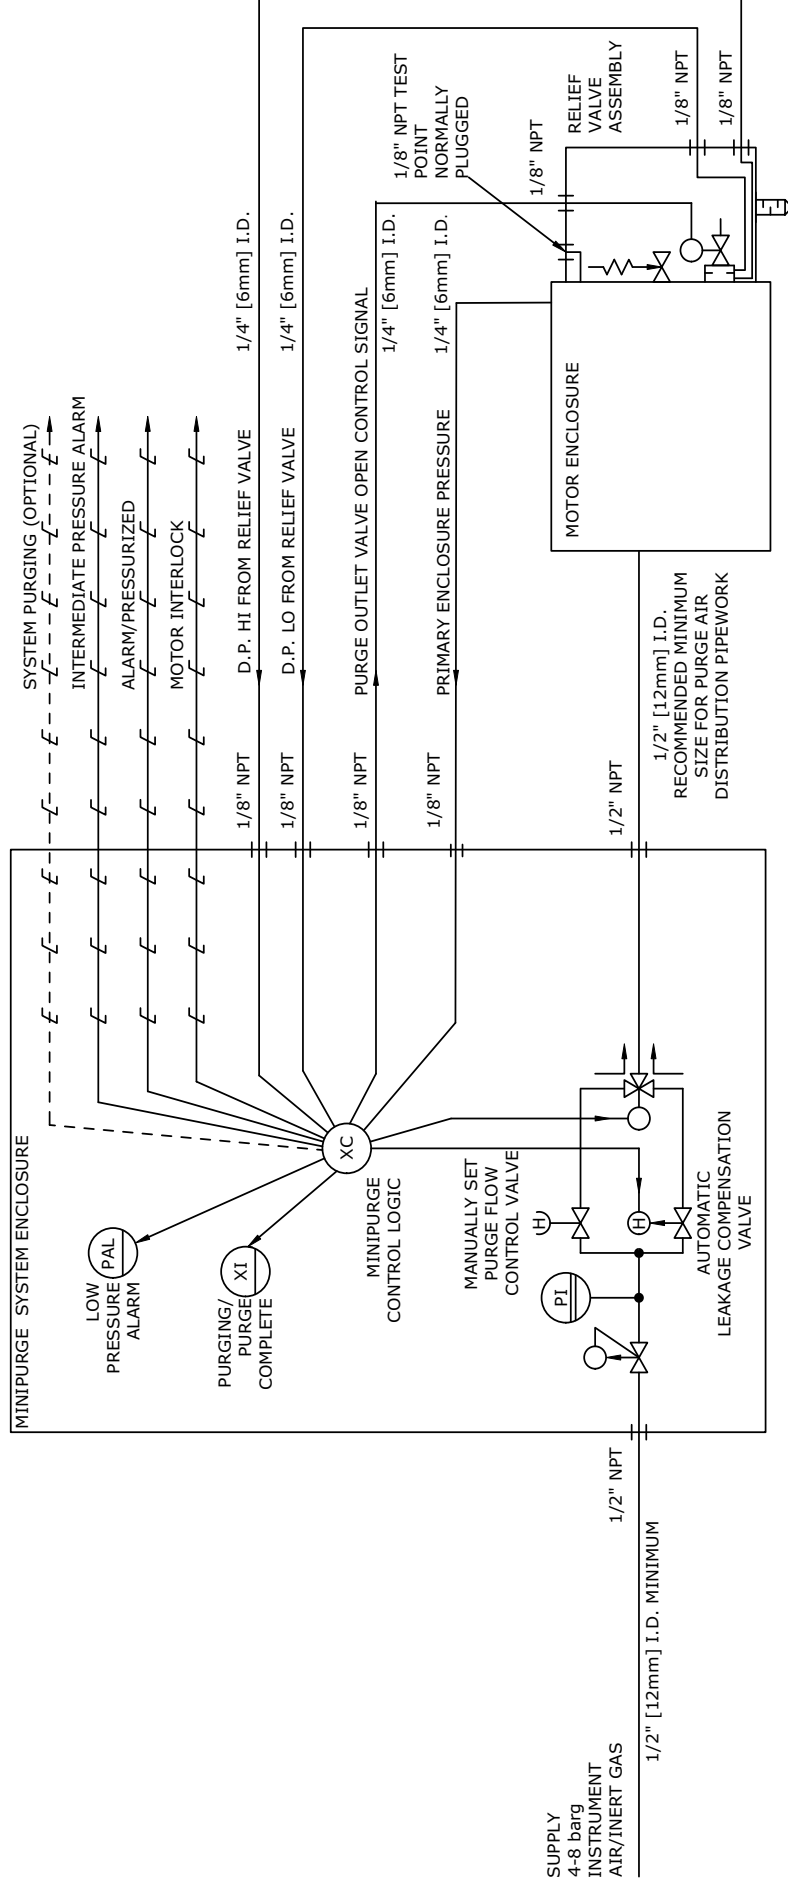 SYSTEM PURGING (OPTIONAL)
INTERMEDIATE PRESSURE ALARM
ALARM/PRESSURIZED
MOTOR INTERLOCK
D.P. HI FROM RELIEF VALVE
D.P. LO FROM RELIEF VALVE
PURGE OUTLET VALVE OPEN CONTROL SIGNAL
PRIMARY ENCLOSURE PRESSURE
1/8" NPT
1/8" NPT
1/8" NPT
1/8" NPT
1/4" [6mm] I.D.
1/4" [6mm] I.D.
1/4" [6mm] I.D.
1/4" [6mm] I.D.
1/8" NPT TEST
POINT
NORMALLY
PLUGGED
1/8" NPT
RELIEF
VALVE
ASSEMBLY
1/8" NPT
1/8" NPT
MOTOR ENCLOSURE
1/2" NPT
1/2" [12mm] I.D.
RECOMMENDED MINIMUM
SIZE FOR PURGE AIR
DISTRIBUTION PIPEWORK
MINIPURGE SYSTEM ENCLOSURE
LOW
PRESSURE
ALARM
PAL
PURGING/
PURGE
COMPLETE
XI
XC
MINIPURGE
CONTROL LOGIC
MANUALLY SET
PURGE FLOW
CONTROL VALVE
H
H
PI
AUTOMATIC
LEAKAGE COMPENSATION
VALVE
1/2" NPT
1/2" [12mm] I.D. MINIMUM
SUPPLY
4-8 barg
INSTRUMENT
AIR/INERT GAS